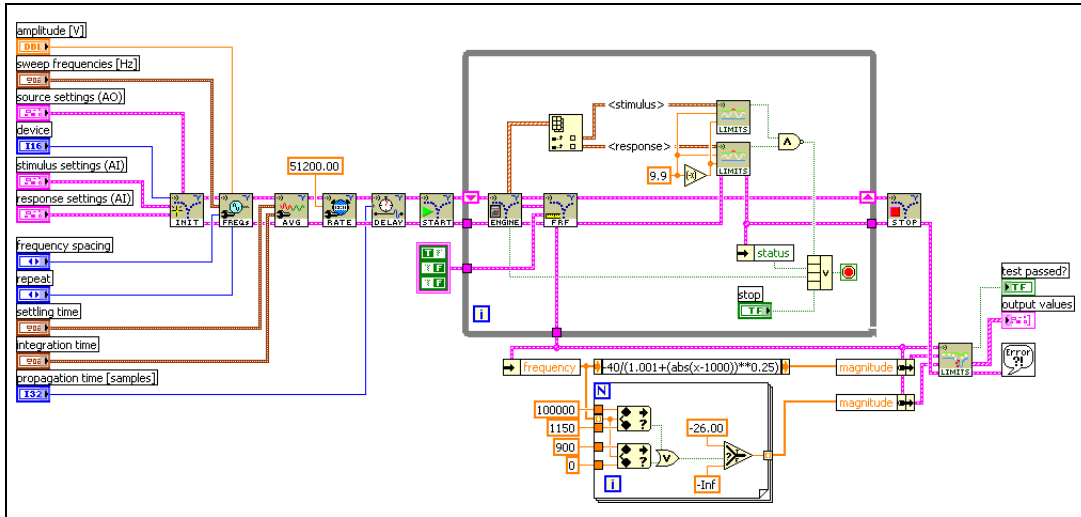 amplitude [V]
DBL
sweep frequencies [Hz]
source settings (AO)
device
I16
stimulus settings (AI)
response settings (AI)
frequency spacing
repeat
settling time
integration time
propagation time [samples]
I32
INIT
FREQs
AVG
51200.00
RATE
DELAY
START
ENGINE
FRF
T
F
F
<stimulus>
<response>
LIMITS
LIMITS
9.9
status
stop
TF
i
STOP
test passed?
TF
output values
LIMITS
Error
?!
frequency
-40/(1.001+(abs(x-1000))**0.25)
magnitude
magnitude
N
100000
1150
900
0
?
?
V
-26.00
-Inf
?
i